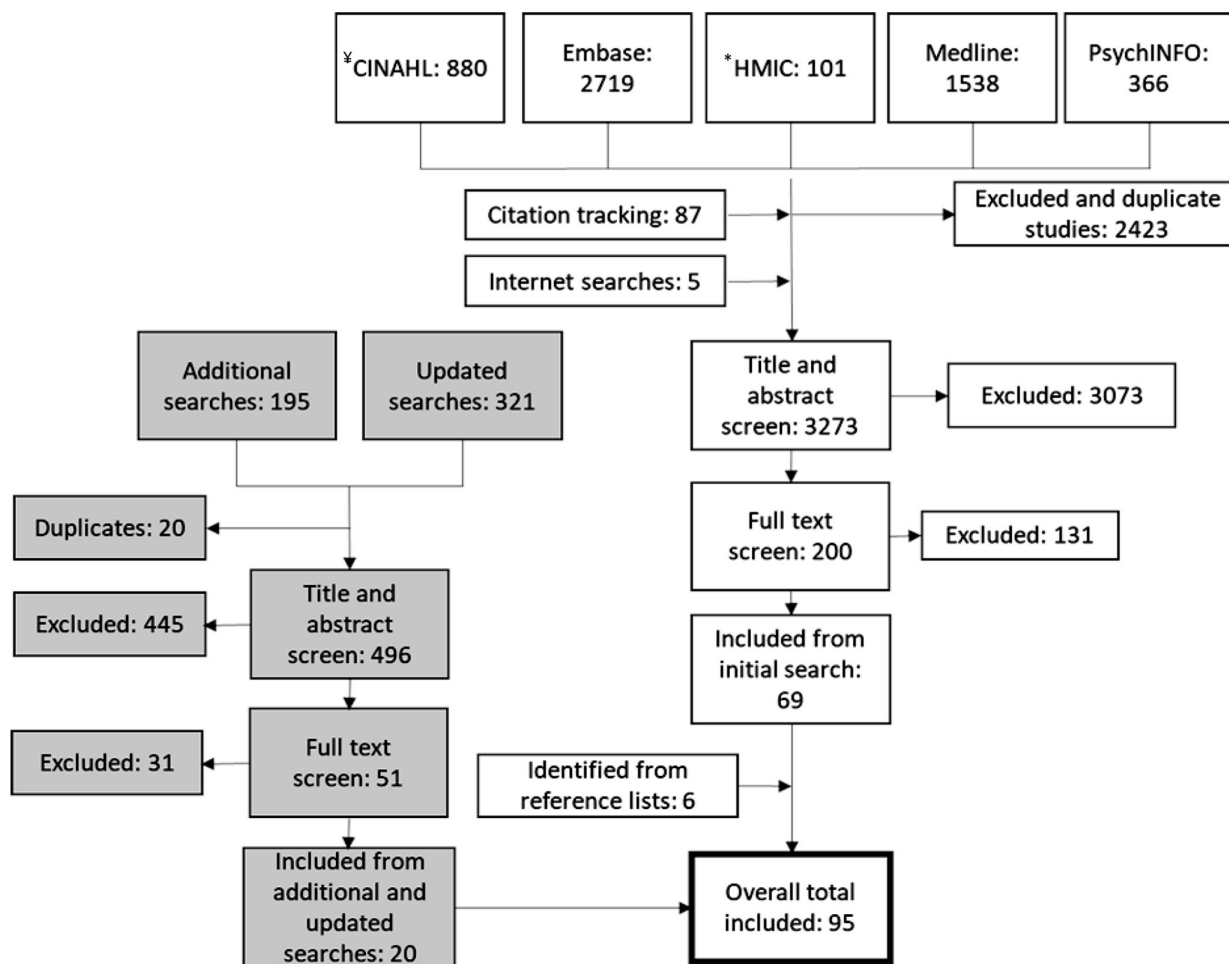 ¥CINAHL: 880
Embase:
2719
*HMIC: 101
Medline:
1538
PsychINFO:
366
Citation tracking: 87
Excluded and duplicate
studies: 2423
Internet searches: 5
Additional
searches: 195
Updated
searches: 321
Title and
abstract
screen: 3273
Excluded: 3073
Duplicates: 20
Full text
screen: 200
Excluded: 131
Title and
abstract
screen: 496
Excluded: 445
Included from
initial search:
69
Full text
screen: 51
Excluded: 31
Identified from
reference lists: 6
Included from
additional and
updated
searches: 20
Overall total
included: 95